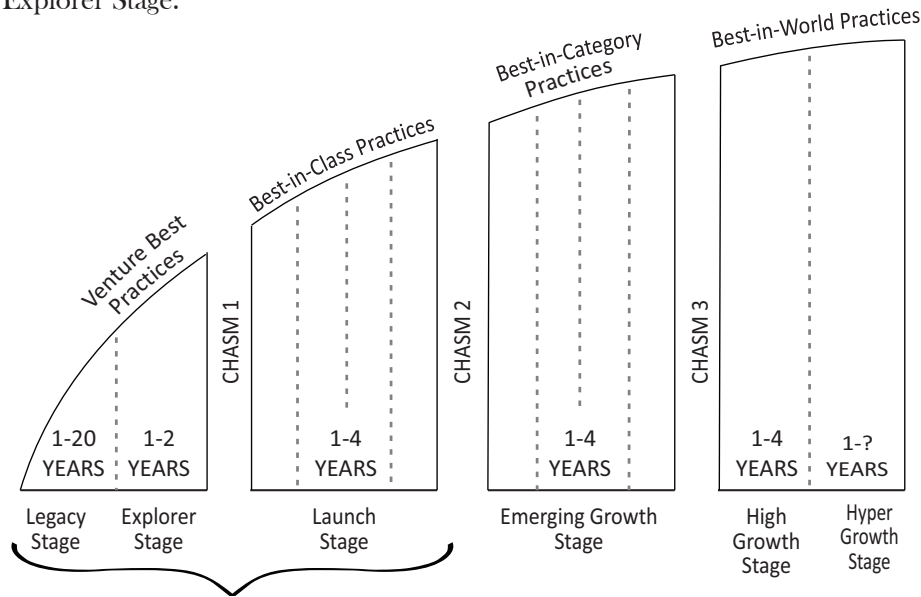 Explorer Stage.
Venture Best
Practices
Best-in-Class Practices
Best-in-Category
Practices
Best-in-World Practices
CHASM 1
CHASM 2
CHASM 3
1-20
YEARS
1-2
YEARS
1-4
YEARS
1-4
YEARS
1-4
YEARS
1-?
YEARS
Legacy
Stage
Explorer
Stage
Launch
Stage
Emerging Growth
Stage
High
Growth
Stage
Hyper
Growth
Stage